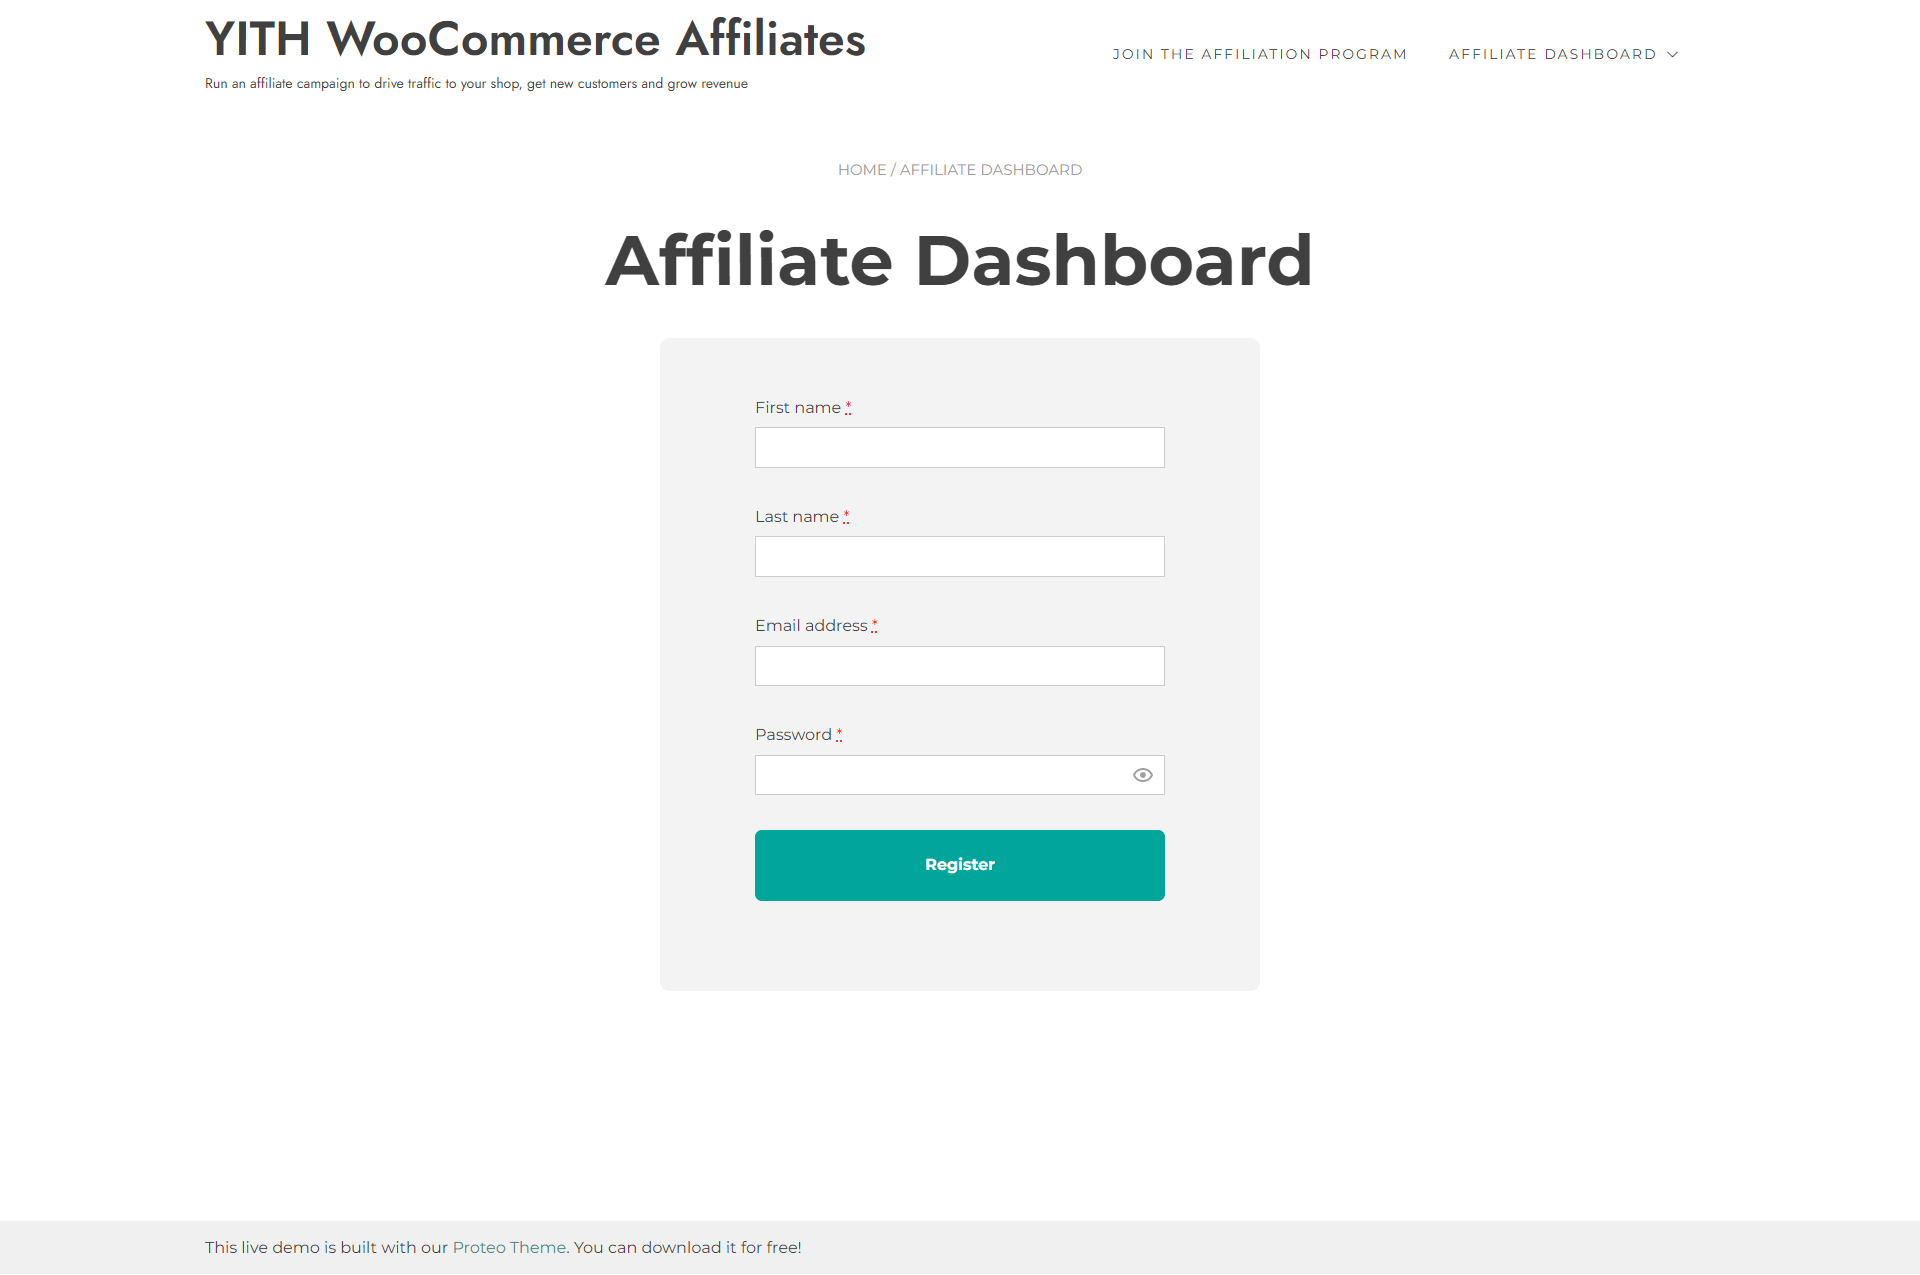 YITH WooCommerce Affiliates
Run an affiliate campaign to drive traffic to your shop, get new customers and grow revenue
JOIN THE AFFILIATION PROGRAM
AFFILIATE DASHBOARD
HOME / AFFILIATE DASHBOARD
Affiliate Dashboard
First name *
Last name *
Email address *
Password *
Register
This live demo is built with our Proteo Theme. You can download it for free!